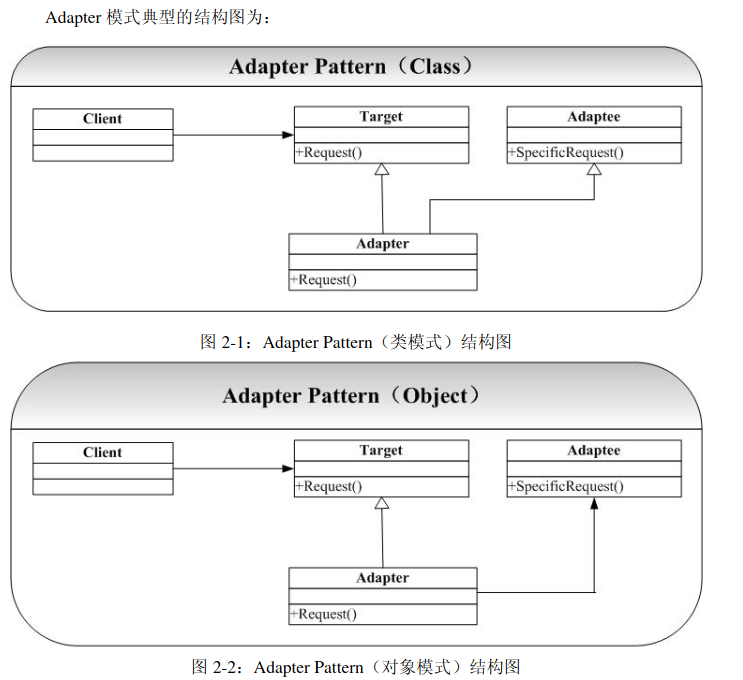 Adapter 模式典型的结构图为：
Adapter Pattern（Class）
Client
Target
Adaptee
+Request()
+SpecificRequest()
Adapter
+Request()
图 2-1：Adapter Pattern（类模式）结构图
Adapter Pattern（Object）
Client
Target
Adaptee
+Request()
+SpecificRequest()
Adapter
+Request()
图 2-2：Adapter Pattern（对象模式）结构图